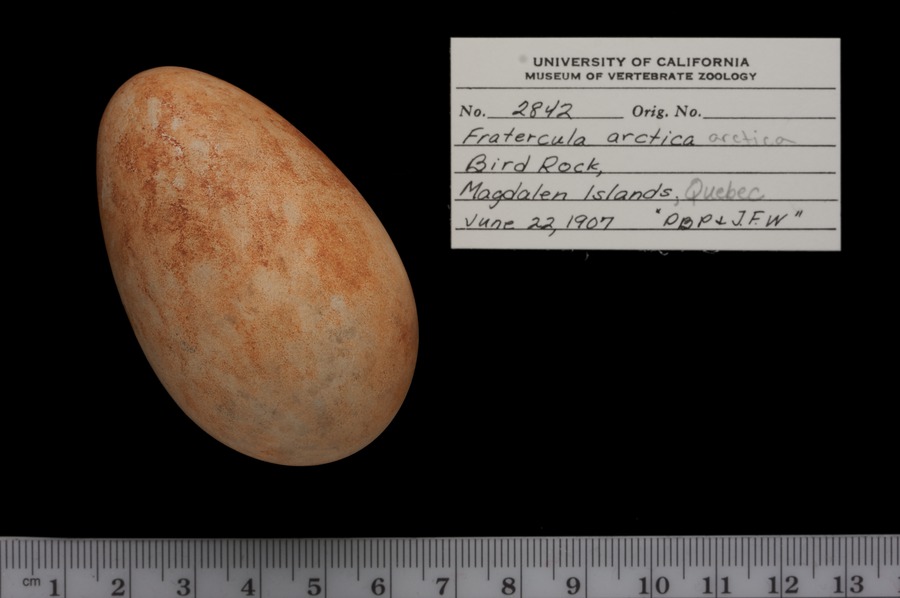 UNIVERSITY OF CALIFORNIA
MUSEUM OF VERTEBRATE ZOOLOGY
No. 2842 Orig. No.
Fratercula arctica arctica
Bird Rock,
Magdalen Islands, Quebec
June 22, 1907 "PBP & J.F.W"
cm 1 2 3 4 5 6 7 8 9 10 11 12 13